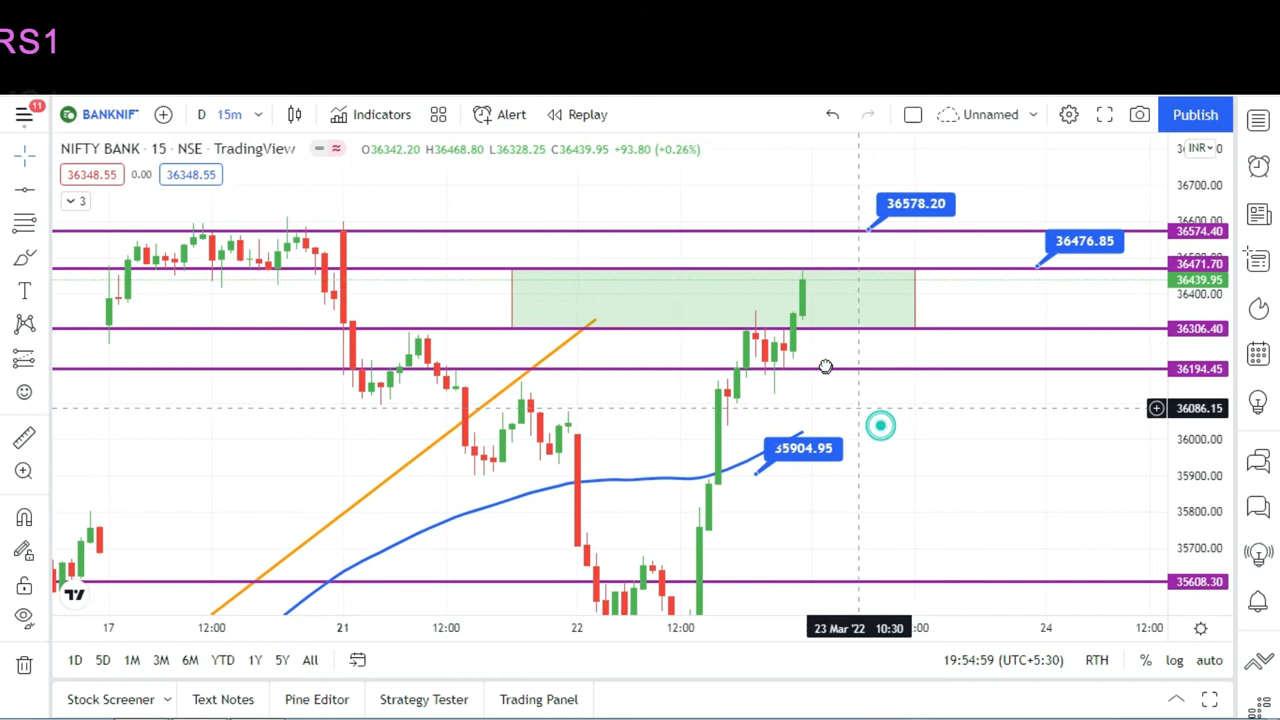 RS1
11
BANKNIF
D 15m
Indicators
Alert
Replay
Unnamed
Publish
NIFTY BANK · 15 · NSE · TradingView
O36342.20 H36468.80 L36328.25 C36439.95 +93.80 (+0.26%)
INR
36348.55 0.00 36348.55
3
36700.00
36578.20
36574.40
36476.85
36471.70
36439.95
36400.00
36306.40
36194.45
36086.15
36000.00
35904.95
35900.00
35800.00
35700.00
35608.30
17 12:00 21 12:00 22 12:00 23 Mar '22 10:30 :00 24 12:00
1D 5D 1M 3M 6M YTD 1Y 5Y All
19:54:59 (UTC+5:30) RTH % log auto
Stock Screener Text Notes Pine Editor Strategy Tester Trading Panel